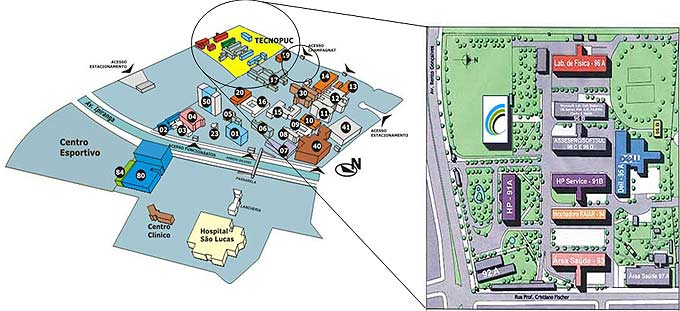 TECNOPUC
ACESSO
CHAMPAGNAT
ACESSO
ESTACIONAMENTO
Av. Ipiranga
19
37
14
13
20
30
12
50
16
11
04
05
15
10
09
41
02
03
23
01
06
08
07
40
ACESSO
ESTACIONAMENTO
ACESSO FUNCIONÁRIOS
PASSARELA
N
Centro
Esportivo
84
80
LANCHERIA
Centro
Clínico
Hospital
São Lucas
Av. Bento Gonçalves
N
Lab. de Física - 96 A
ASSESPRO/SOFTSUL
Dell - 95 A
HP Service - 91B
HP - 91A
Incubadora RAIAR
Área Saúde
92 A
Área Saúde 97 A
Rua Prof. Cristiano Fischer